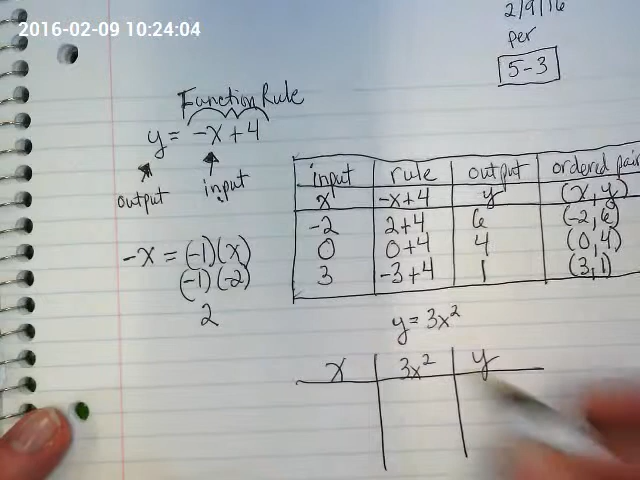 2016-02-09 10:24:04
2/9/16
per
5-3
Function Rule
y = -x + 4
output
input
-x = (-1)(x)
(-1)(-2)
2
input rule output ordered pair
x -x+4 y (x, y)
-2 2+4 6 (-2, 6)
0 0+4 4 (0, 4)
3 -3+4 1 (3, 1)
y = 3x²
x 3x² y